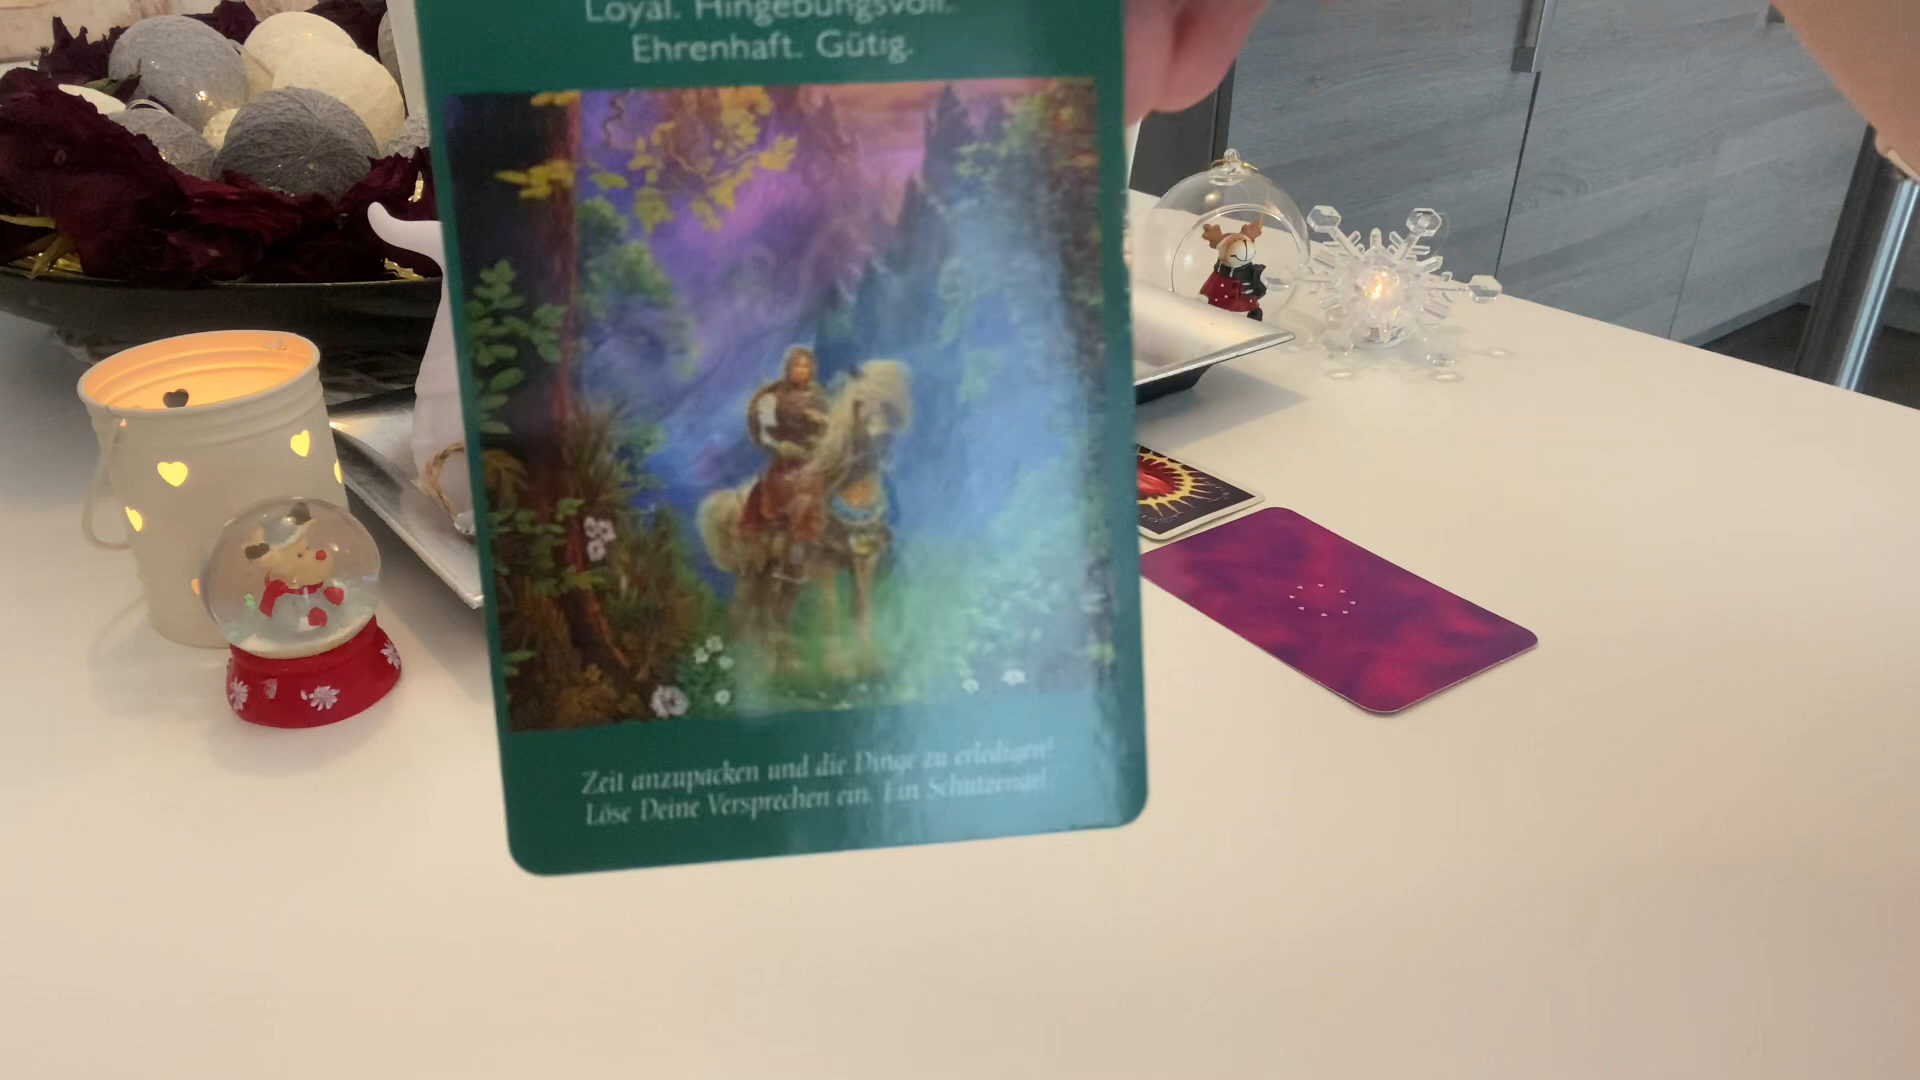 Loyal. Hingebungsvoll.
Ehrenhaft. Gütig.
Zeit anzupacken und die Dinge zu erledigen!
Löse Deine Versprechen ein. Ein Schutzengel.